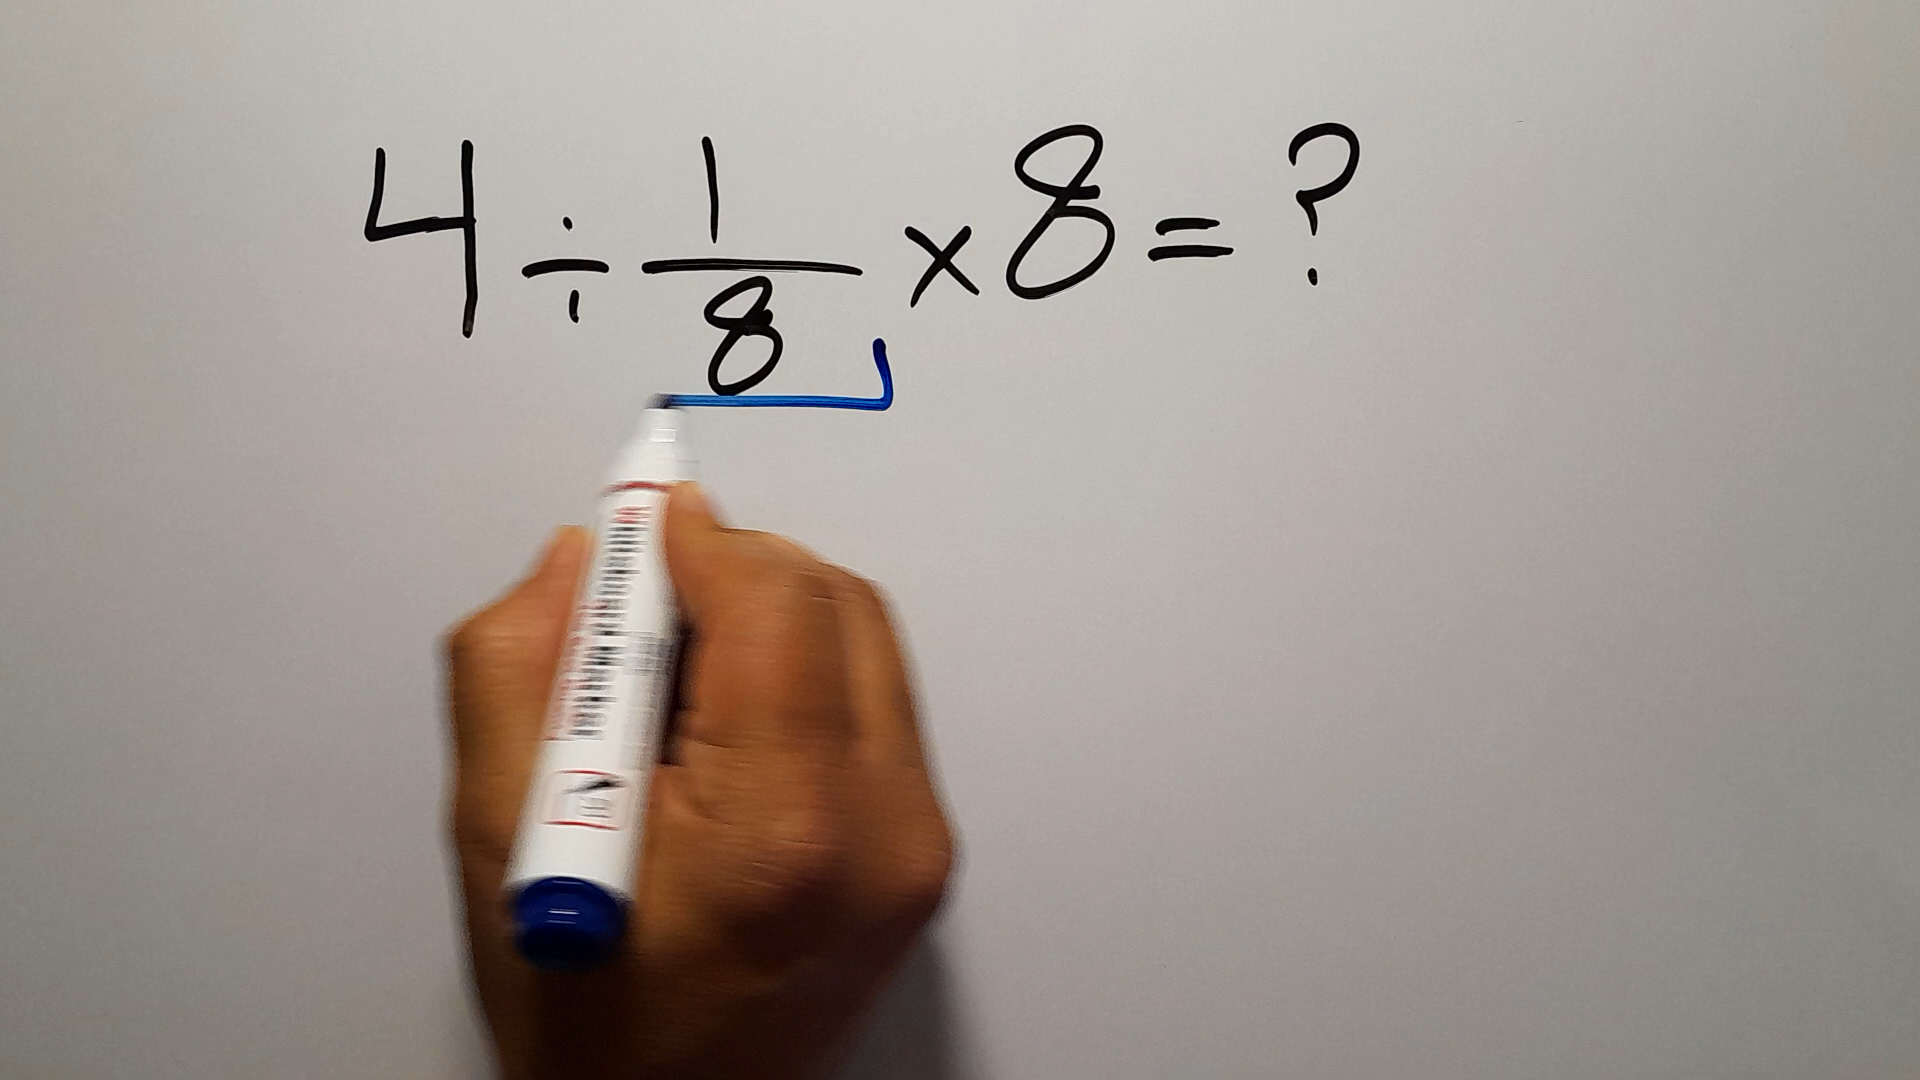 4 ÷ 1/8 × 8 = ?